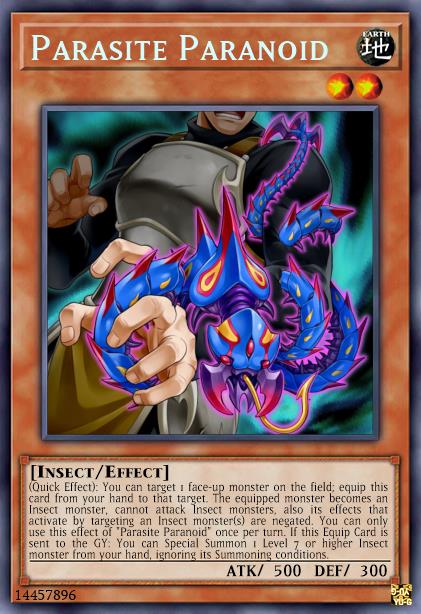 PARASITE PARANOID
EARTH
地
[INSECT/EFFECT]
(Quick Effect): You can target 1 face-up monster on the field; equip this
card from your hand to that target. The equipped monster becomes an
Insect monster, cannot attack Insect monsters, also its effects that
activate by targeting an Insect monster(s) are negated. You can only
use this effect of "Parasite Paranoid" once per turn. If this Equip Card is
sent to the GY: You can Special Summon 1 Level 7 or higher Insect
monster from your hand, ignoring its Summoning conditions.
ATK/ 500 DEF/ 300
14457896